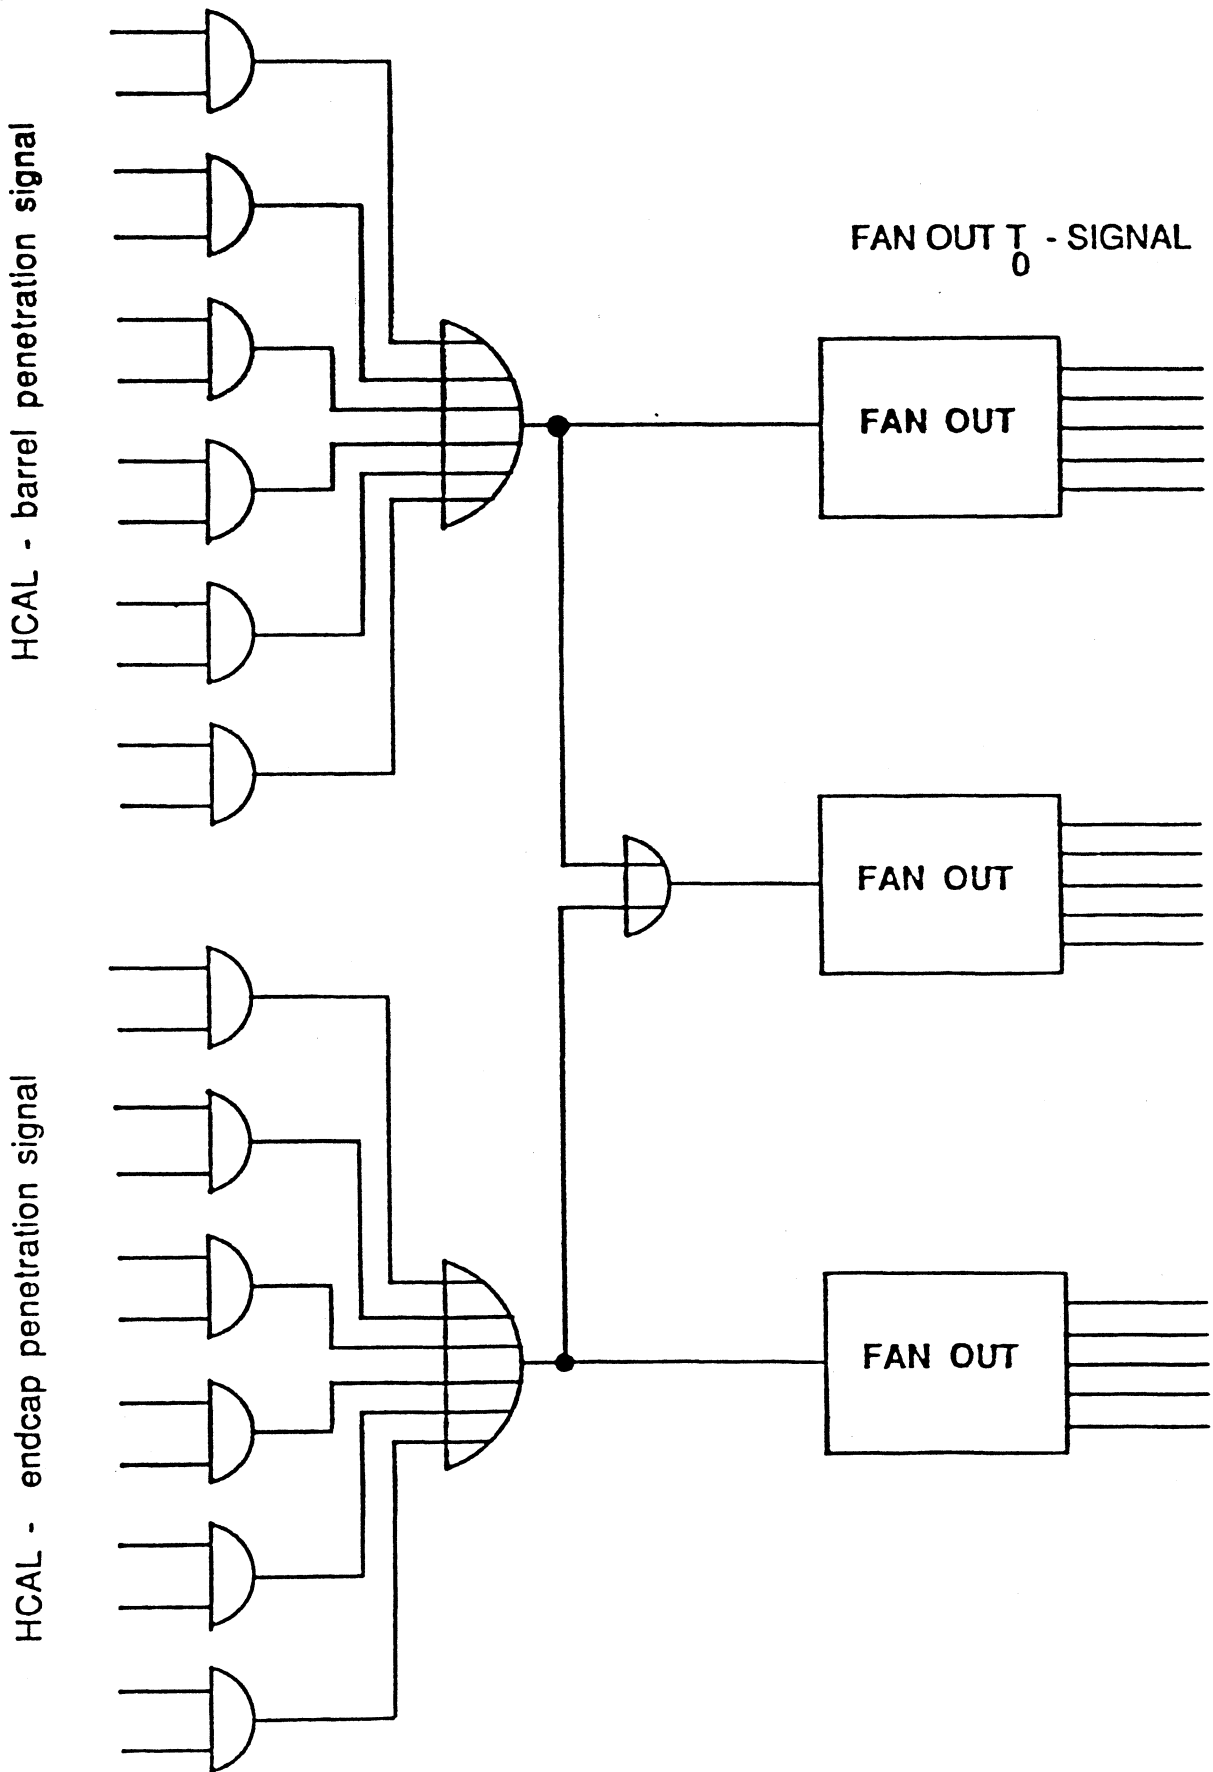 HCAL - barrel penetration signal
FAN OUT T0 - SIGNAL
FAN OUT
FAN OUT
HCAL - endcap penetration signal
FAN OUT